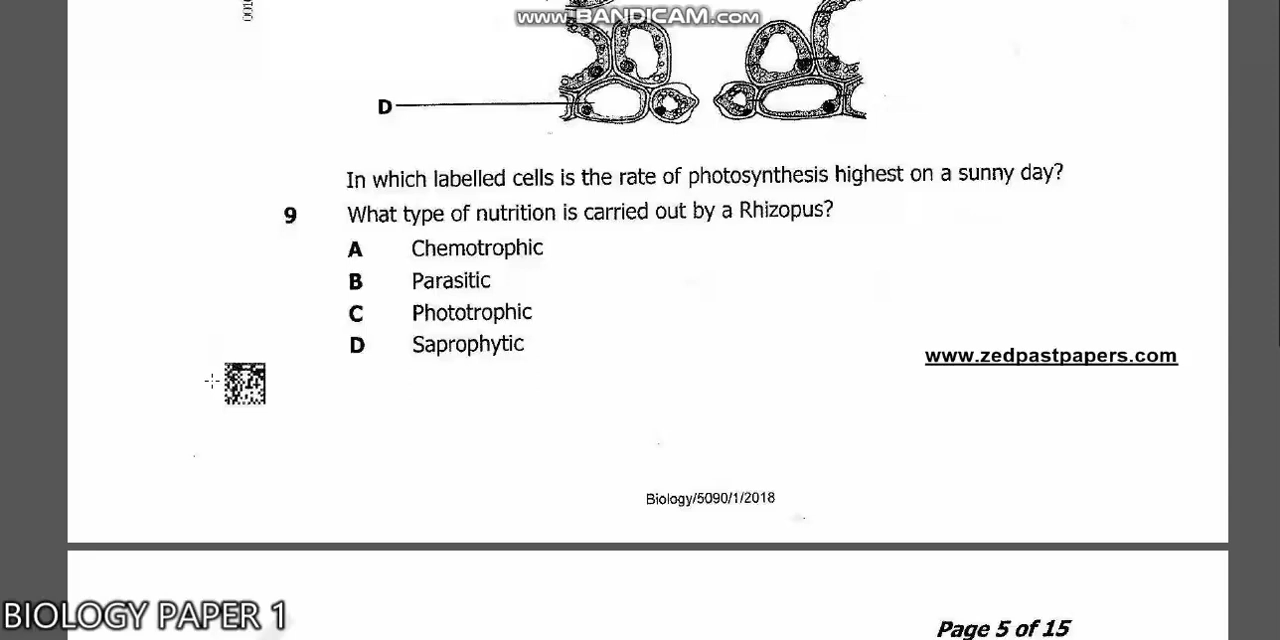 www.BANDICAM.com
D
In which labelled cells is the rate of photosynthesis highest on a sunny day?
9 What type of nutrition is carried out by a Rhizopus?
A Chemotrophic
B Parasitic
C Phototrophic
D Saprophytic
www.zedpastpapers.com
Biology/5090/1/2018
BIOLOGY PAPER 1
Page 5 of 15